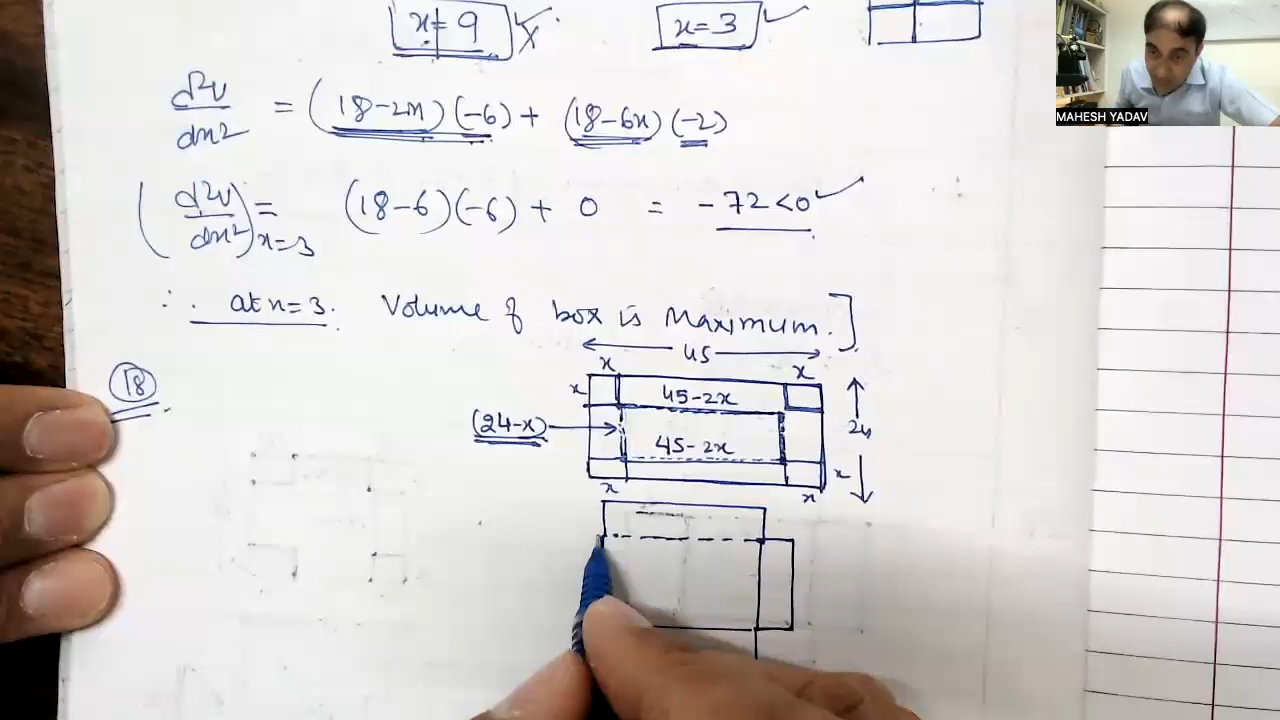 x≠9 x=3
d²v/dx² = (18-2x)(-6) + (18-6x)(-2)
MAHESH YADAV
(d²v/dx²)x=3 = (18-6)(-6) + 0 = -72<0
∴ at x=3. Volume of box is Maximum.]
45
18
x x
x 45-2x
(24-x) 24
45-2x
x
x x